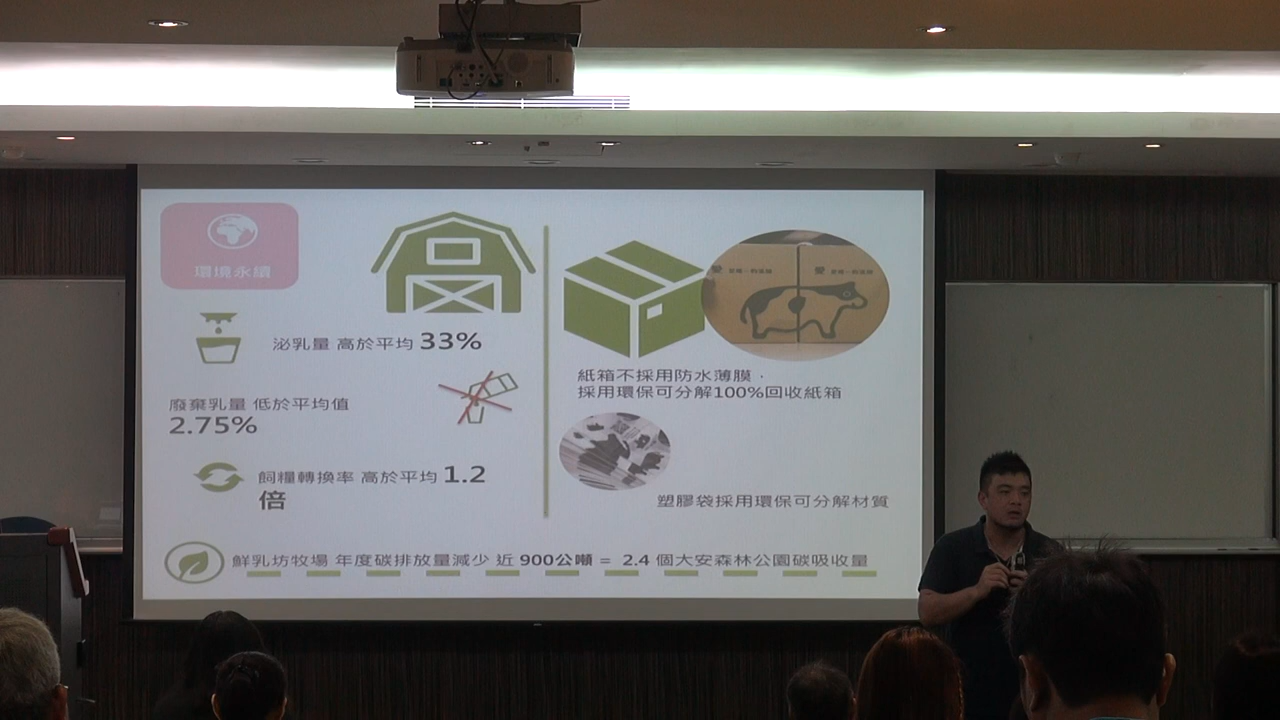 環境永續
泌乳量 高於平均 33%
廢棄乳量 低於平均值
2.75%
飼糧轉換率 高於平均 1.2
倍
紙箱不採用防水薄膜，
採用環保可分解100%回收紙箱
塑膠袋採用環保可分解材質
鮮乳坊牧場 年度碳排放量減少 近 900公噸 = 2.4 個大安森林公園碳吸收量